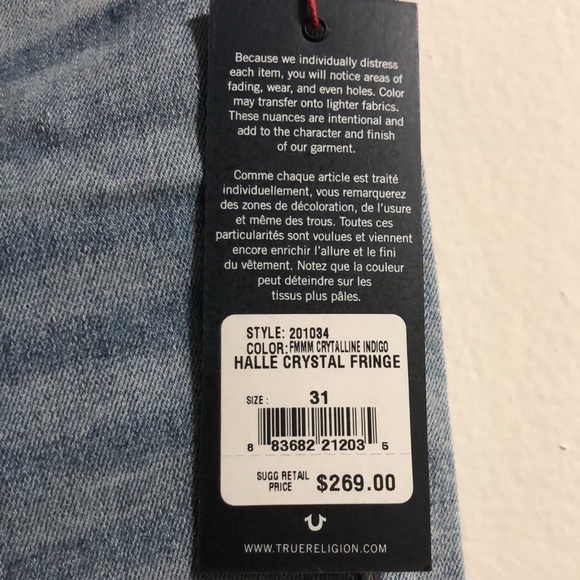 Because we individually distress
each item, you will notice areas of
fading, wear, and even holes. Color
may transfer onto lighter fabrics.
These nuances are intentional and
add to the character and finish
of our garment.
Comme chaque article est traité
individuellement, vous remarquerez
des zones de décoloration, de l'usure
et même des trous. Toutes ces
particularités sont voulues et viennent
encore enrichir l'allure et le fini
du vêtement. Notez que la couleur
peut déteindre sur les
tissus plus pâles.
STYLE: 201034
COLOR: FMMM CRYTALLINE INDIGO
HALLE CRYSTAL FRINGE
SIZE : 31
8 83682 21203 5
SUGG RETAIL
PRICE $269.00
WWW.TRUERELIGION.COM